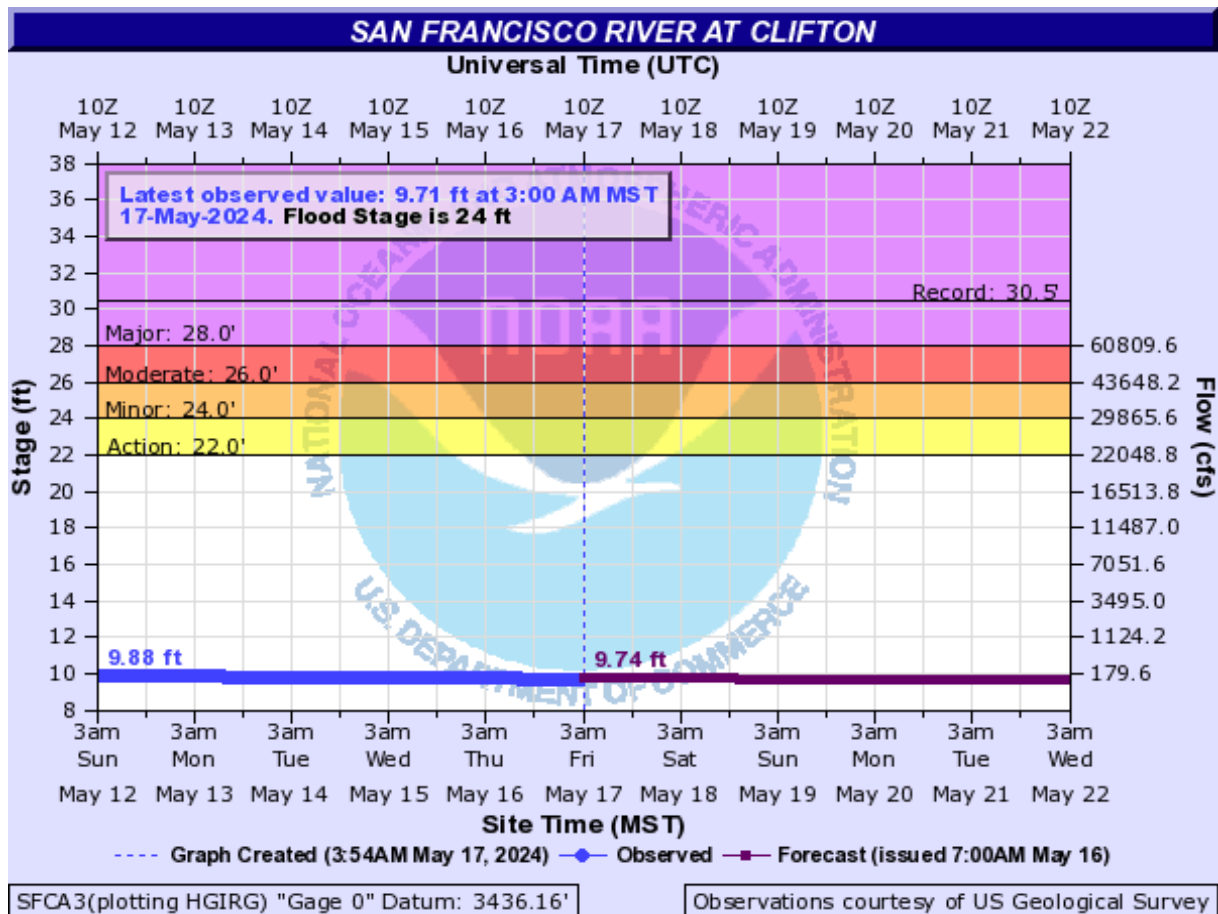 SAN FRANCISCO RIVER AT CLIFTON
Universal Time (UTC)
10Z 10Z 10Z 10Z 10Z 10Z 10Z 10Z 10Z 10Z 10Z
May 12 May 13 May 14 May 15 May 16 May 17 May 18 May 19 May 20 May 21 May 22
Latest observed value: 9.71 ft at 3:00 AM MST
17-May-2024. Flood Stage is 24 ft
NATIONAL OCEANIC AND ATMOSPHERIC ADMINISTRATION
NOAA
U.S. DEPARTMENT OF COMMERCE
Record: 30.5'
Major: 28.0'
Moderate: 26.0'
Minor: 24.0'
Action: 22.0'
Stage (ft)
38
36
34
32
30
28
26
24
22
20
18
16
14
12
10
8
60809.6
43648.2
29865.6
22048.8
16513.8
11487.0
7051.6
3495.0
1124.2
179.6
Flow (cfs)
9.88 ft
9.74 ft
3am 3am 3am 3am 3am 3am 3am 3am 3am 3am 3am
Sun Mon Tue Wed Thu Fri Sat Sun Mon Tue Wed
May 12 May 13 May 14 May 15 May 16 May 17 May 18 May 19 May 20 May 21 May 22
Site Time (MST)
Graph Created (3:54AM May 17, 2024) Observed Forecast (issued 7:00AM May 16)
SFCA3(plotting HGIRG) "Gage 0" Datum: 3436.16'
Observations courtesy of US Geological Survey